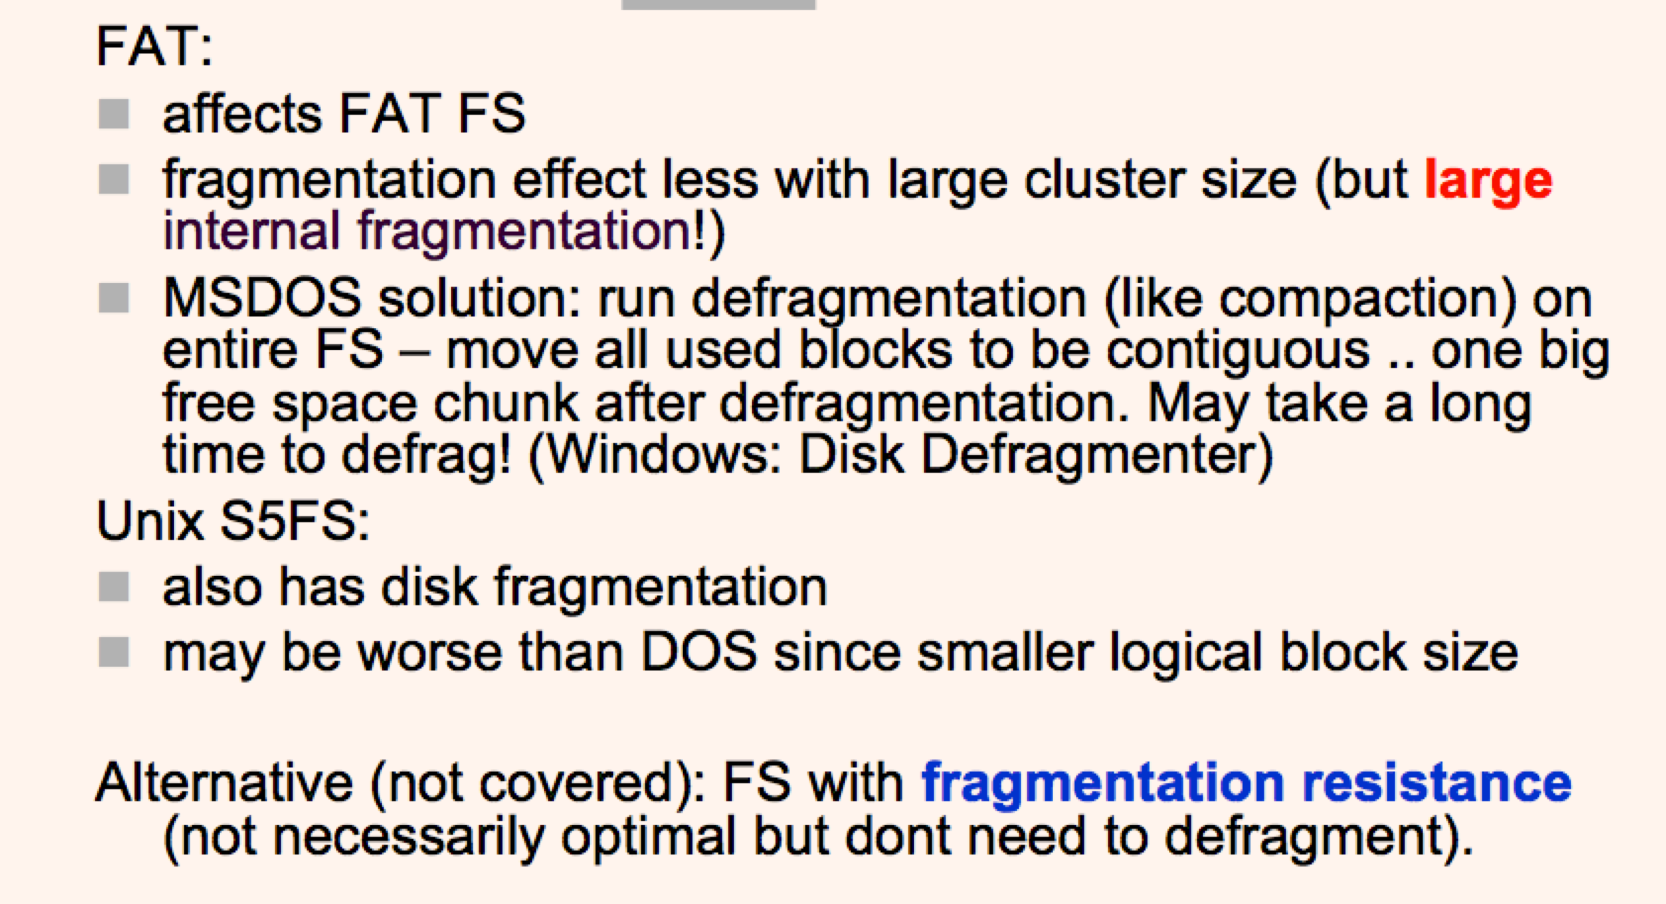 FAT:
affects FAT FS
fragmentation effect less with large cluster size (but large
internal fragmentation!)
MSDOS solution: run defragmentation (like compaction) on
entire FS – move all used blocks to be contiguous .. one big
free space chunk after defragmentation. May take a long
time to defrag! (Windows: Disk Defragmenter)
Unix S5FS:
also has disk fragmentation
may be worse than DOS since smaller logical block size
Alternative (not covered): FS with fragmentation resistance
(not necessarily optimal but dont need to defragment).